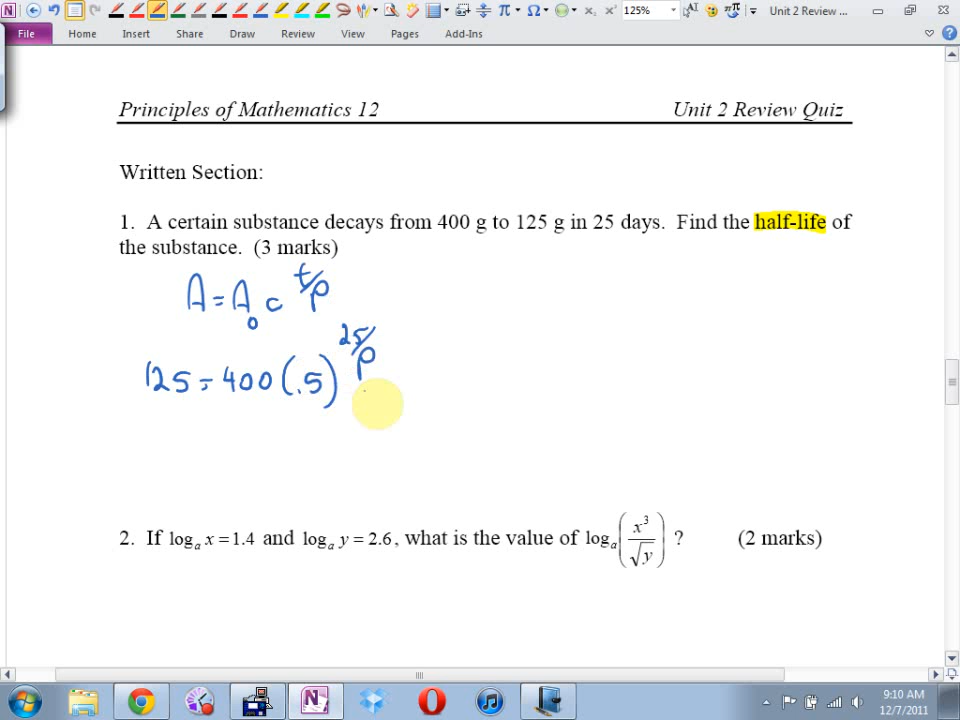 125%
Unit 2 Review ...
File Home Insert Share Draw Review View Pages Add-Ins
Principles of Mathematics 12 Unit 2 Review Quiz
Written Section:
1. A certain substance decays from 400 g to 125 g in 25 days. Find the half-life of
the substance. (3 marks)
A = A₀ c^(t/p)
125 = 400 (.5)^(25/p)
2. If logₐ x = 1.4 and logₐ y = 2.6, what is the value of logₐ(x³/√y) ? (2 marks)
9:10 AM
12/7/2011